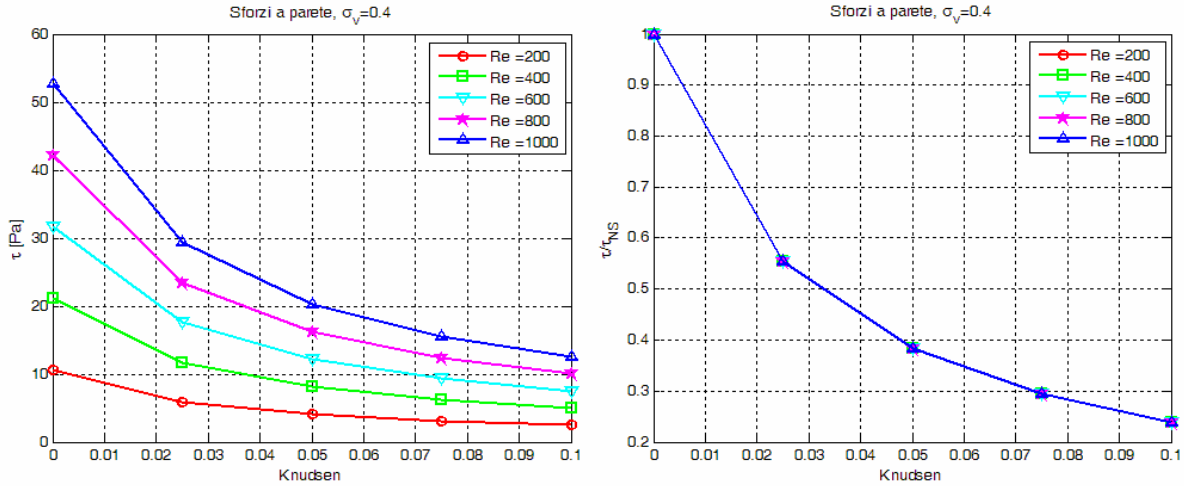 Sforzi a parete, σv=0.4
60
50
40
30
20
10
0
τ [Pa]
0
0.01
0.02
0.03
0.04
0.05
0.06
0.07
0.08
0.09
0.1
Knudsen
Re =200
Re =400
Re =600
Re =800
Re =1000
Sforzi a parete, σv=0.4
1
0.9
0.8
0.7
0.6
0.5
0.4
0.3
0.2
τ/τNS
0
0.01
0.02
0.03
0.04
0.05
0.06
0.07
0.08
0.09
0.1
Knudsen
Re =200
Re =400
Re =600
Re =800
Re =1000